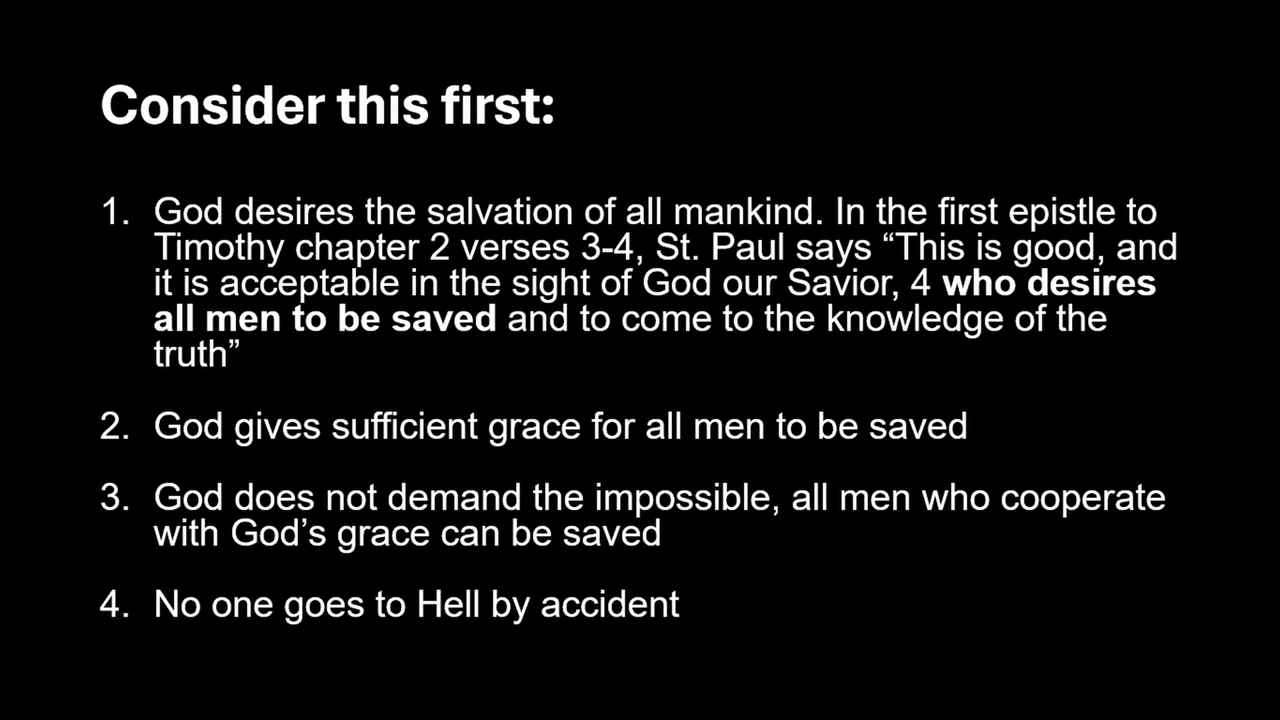 Consider this first:
1. God desires the salvation of all mankind. In the first epistle to
Timothy chapter 2 verses 3-4, St. Paul says “This is good, and
it is acceptable in the sight of God our Savior, 4 who desires
all men to be saved and to come to the knowledge of the
truth”
2. God gives sufficient grace for all men to be saved
3. God does not demand the impossible, all men who cooperate
with God’s grace can be saved
4. No one goes to Hell by accident